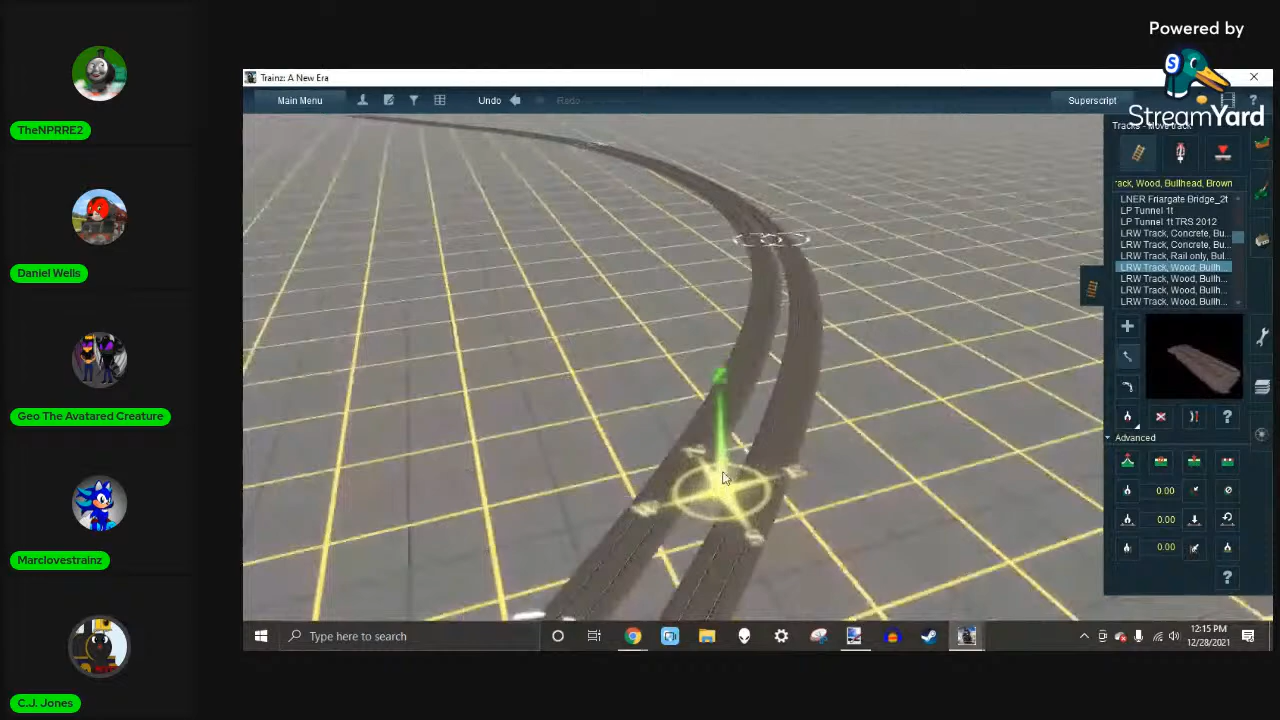 TheNPRRE2
Daniel Wells
Geo The Avatared Creature
Marclovestrainz
C.J. Jones
Powered by
StreamYard
Trainz: A New Era
Main Menu
Undo
Redo
Superscript
Tracks - Move track
rack, Wood, Bullhead, Brown
LNER Friargate Bridge_2t
LP Tunnel 1t
LP Tunnel 1t TRS 2012
LRW Track, Concrete, Bu...
LRW Track, Concrete, Bu...
LRW Track, Rail only, Bul...
LRW Track, Wood, Bullh...
LRW Track, Wood, Bullh...
LRW Track, Wood, Bullh...
LRW Track, Wood, Bullh...
Advanced
0.00
0.00
0.00
Type here to search
12:15 PM
12/28/2021